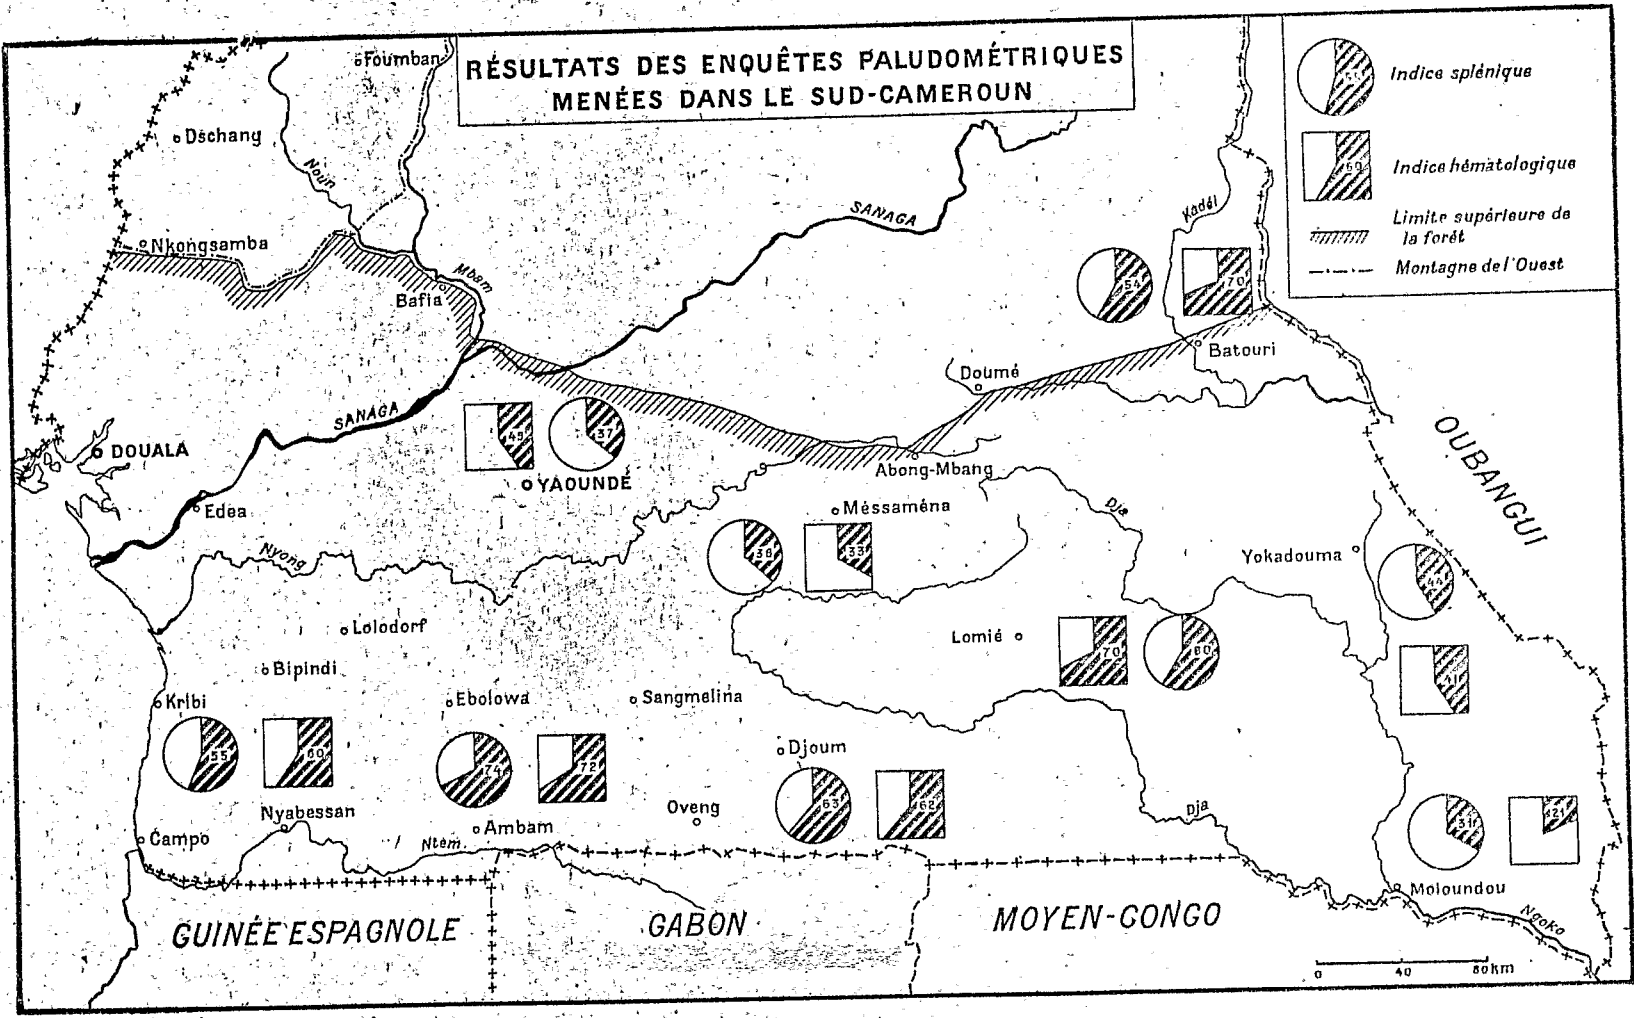 RÉSULTATS DES ENQUÊTES PALUDOMÉTRIQUES
MENÉES DANS LE SUD-CAMEROUN
Indice splénique
60
Indice hématologique
Limite supérieure de
la forêt
Montagne de l'Ouest
Foumban
Dschang
Noun
Nkongsamba
Mbam
Bafia
SANAGA
Kadéi
54
70
Batouri
Doumé
SANAGA
DOUALA
Edea
45
37
YAOUNDÉ
Abong-Mbang
OUBANGUI
Méssaména
Dja
38
33
Nyong
Yokadouma
44
Lolodorf
Lomié
70
Bipindi
Kribi
Ebolowa
Sangmelina
55
60
74
72
Djoum
63
62
Nyabessan
Oveng
Dja
31
21
Campo
Ambam
Ntem
Moloundou
Ngoko
GUINÉE ESPAGNOLE
GABON
MOYEN-CONGO
0 40 80km